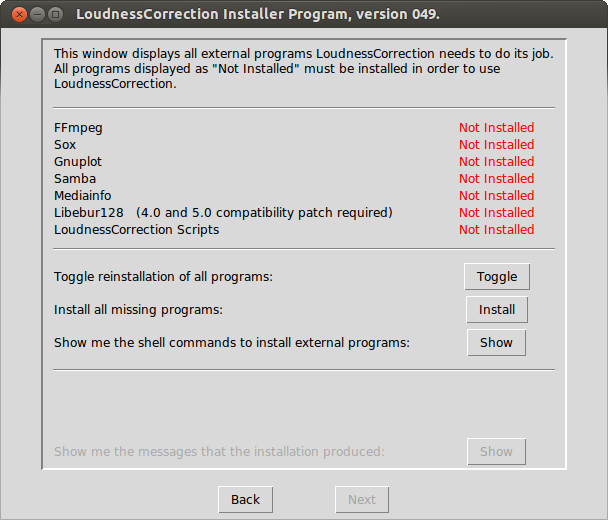 LoudnessCorrection Installer Program, version 049.
This window displays all external programs LoudnessCorrection needs to do its job.
All programs displayed as "Not Installed" must be installed in order to use
LoudnessCorrection.
FFmpeg Not Installed
Sox Not Installed
Gnuplot Not Installed
Samba Not Installed
Mediainfo Not Installed
Libebur128 (4.0 and 5.0 compatibility patch required) Not Installed
LoudnessCorrection Scripts Not Installed
Toggle reinstallation of all programs: Toggle
Install all missing programs: Install
Show me the shell commands to install external programs: Show
Show me the messages that the installation produced: Show
Back Next